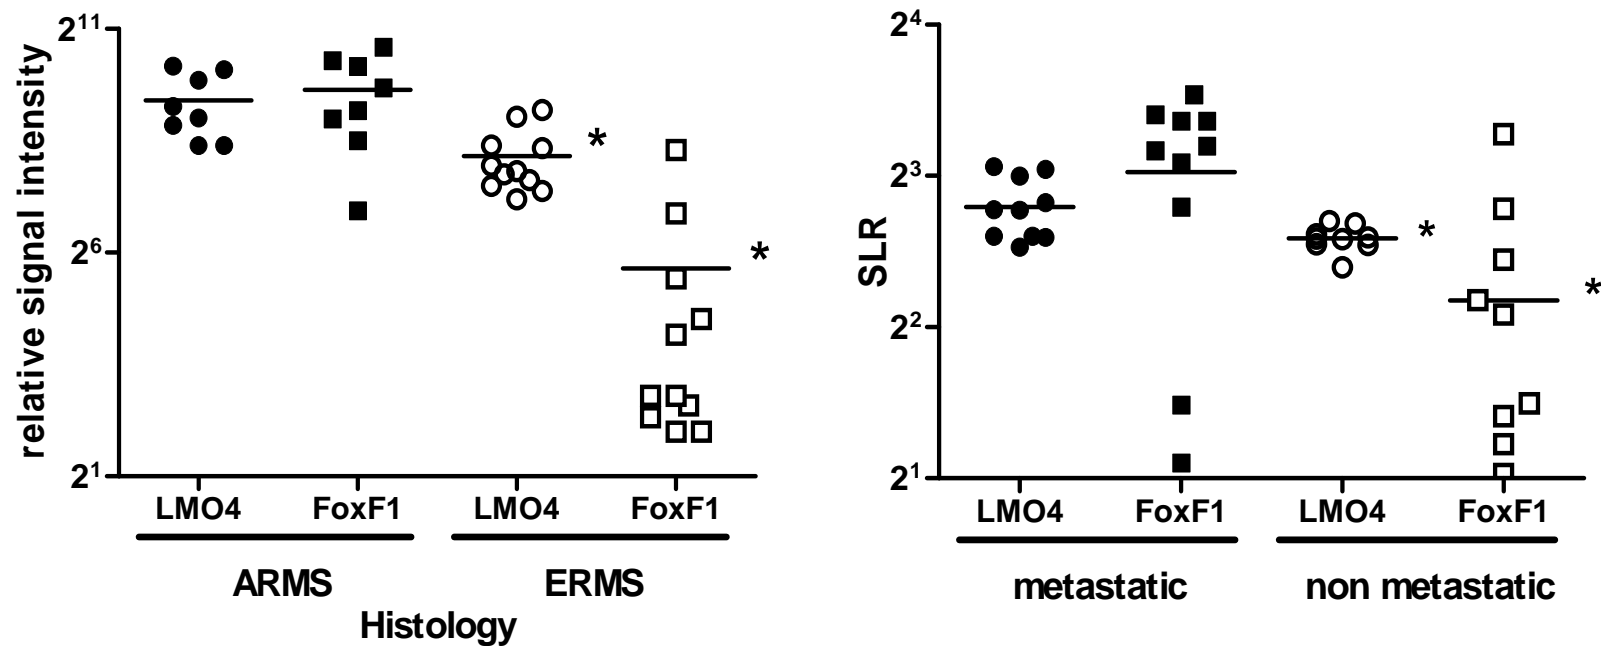 relative signal intensity
2¹¹
2⁶
2¹
LMO4 FoxF1 LMO4 FoxF1
ARMS ERMS
Histology
* *
SLR
2⁴
2³
2²
2¹
LMO4 FoxF1 LMO4 FoxF1
metastatic non metastatic
* *